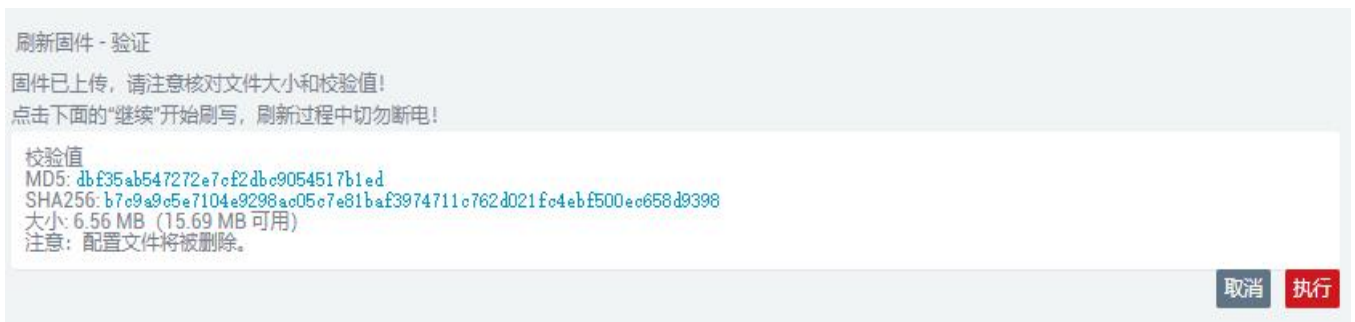 刷新固件 - 验证
固件已上传，请注意核对文件大小和校验值！
点击下面的“继续”开始刷写，刷新过程中切勿断电！
校验值
MD5: dbf35ab547272e7cf2dbc9054517b1ed
SHA256: b7c9a9c5e7104e9298ac05c7e81baf3974711c762d021fc4ebf500ec658d9398
大小: 6.56 MB（15.69 MB 可用）
注意：配置文件将被删除。
取消 执行